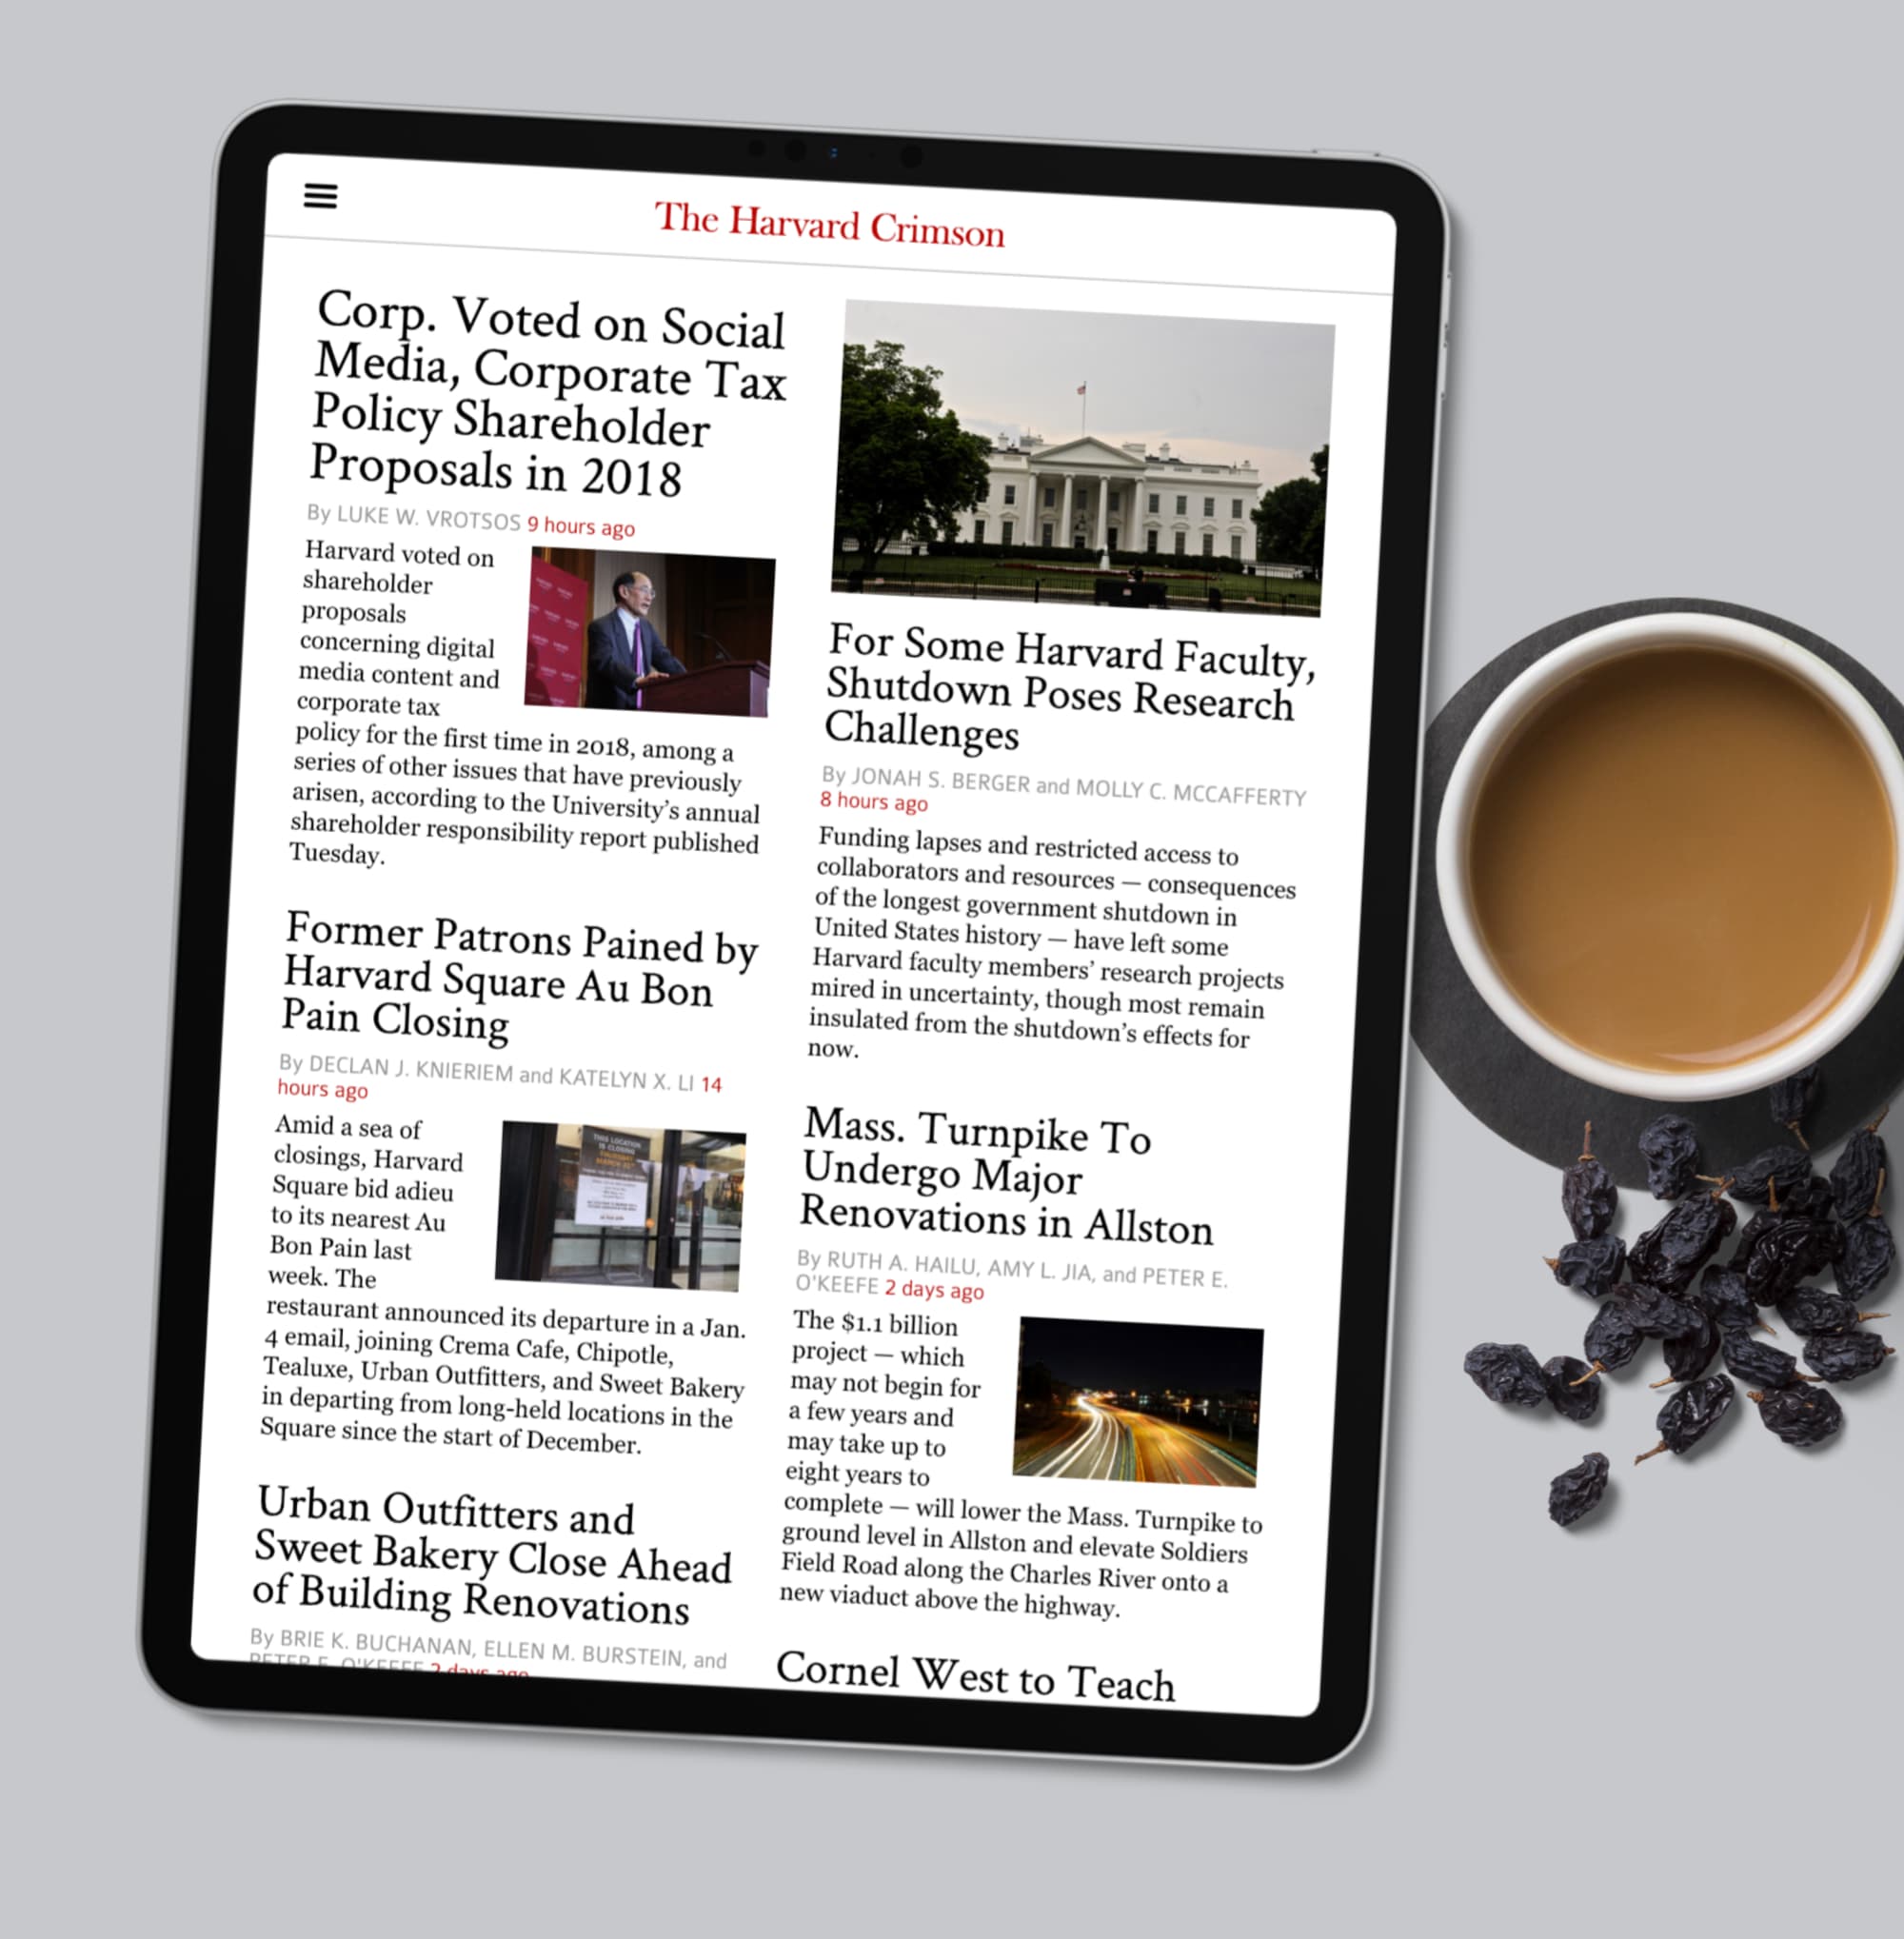 The Harvard Crimson
Corp. Voted on Social
Media, Corporate Tax
Policy Shareholder
Proposals in 2018
By LUKE W. VROTSOS 9 hours ago
Harvard voted on
shareholder
proposals
concerning digital
media content and
corporate tax
policy for the first time in 2018, among a
series of other issues that have previously
arisen, according to the University's annual
shareholder responsibility report published
Tuesday.
Former Patrons Pained by
Harvard Square Au Bon
Pain Closing
By DECLAN J. KNIERIEM and KATELYN X. LI 14
hours ago
Amid a sea of
closings, Harvard
Square bid adieu
to its nearest Au
Bon Pain last
week. The
restaurant announced its departure in a Jan.
4 email, joining Crema Cafe, Chipotle,
Tealuxe, Urban Outfitters, and Sweet Bakery
in departing from long-held locations in the
Square since the start of December.
THIS LOCATION
IS CLOSING
Urban Outfitters and
Sweet Bakery Close Ahead
of Building Renovations
By BRIE K. BUCHANAN, ELLEN M. BURSTEIN, and
PETER E. O'KEEFE 2 days ago
For Some Harvard Faculty,
Shutdown Poses Research
Challenges
By JONAH S. BERGER and MOLLY C. MCCAFFERTY
8 hours ago
Funding lapses and restricted access to
collaborators and resources — consequences
of the longest government shutdown in
United States history — have left some
Harvard faculty members' research projects
mired in uncertainty, though most remain
insulated from the shutdown's effects for
now.
Mass. Turnpike To
Undergo Major
Renovations in Allston
By RUTH A. HAILU, AMY L. JIA, and PETER E.
O'KEEFE 2 days ago
The $1.1 billion
project — which
may not begin for
a few years and
may take up to
eight years to
complete — will lower the Mass. Turnpike to
ground level in Allston and elevate Soldiers
Field Road along the Charles River onto a
new viaduct above the highway.
Cornel West to Teach